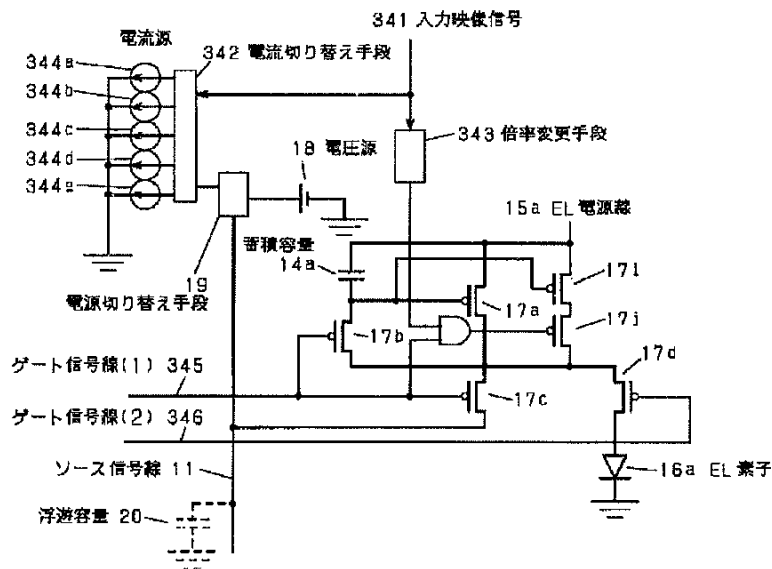 341 入力映像信号
電流源
342 電流切り替え手段
344a
344b
344c
344d
344e
343 倍率変更手段
18 電圧源
15a EL 電源線
蓄積容量
14a
19
電源切り替え手段
17l
17a
17j
17b
17d
ゲート信号線(1) 345
17c
ゲート信号線(2) 346
ソース信号線 11
16a EL 素子
浮遊容量 20